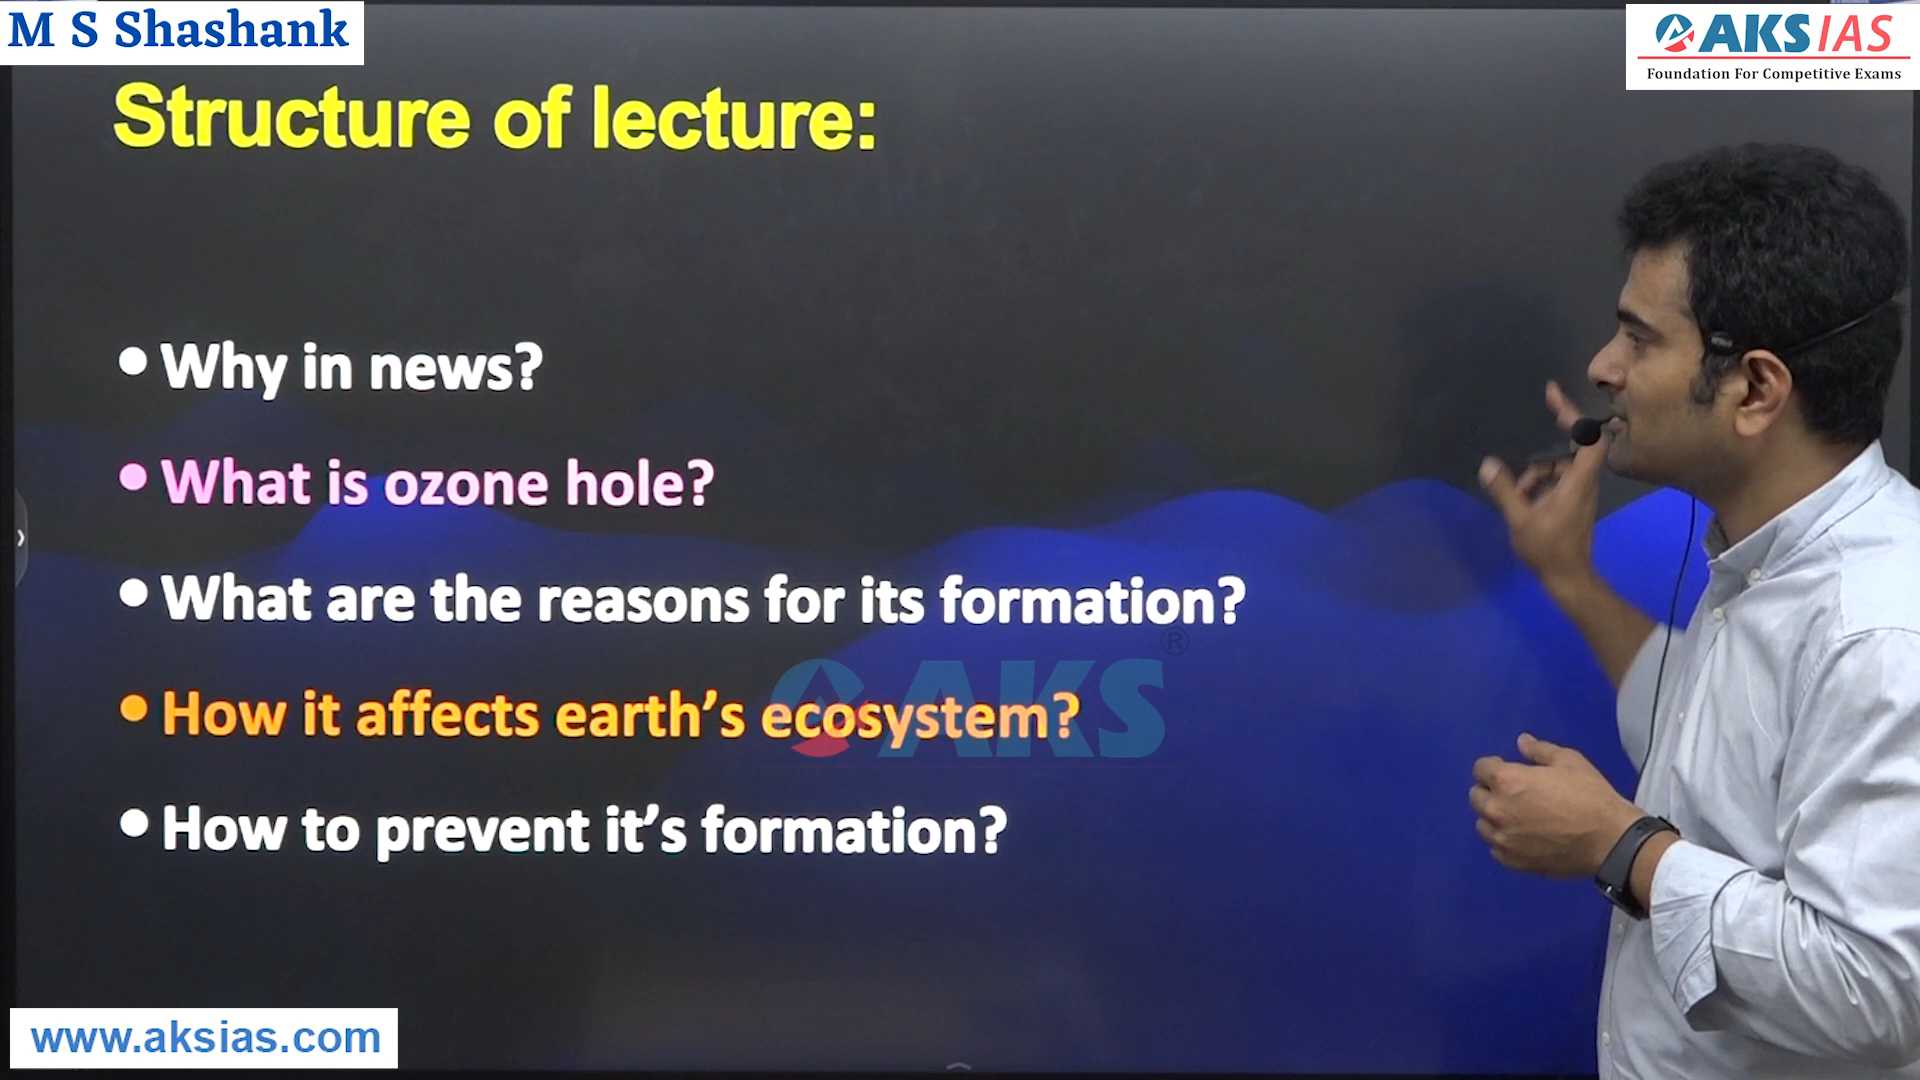 M S Shashank
AKS IAS
Foundation For Competitive Exams
Structure of lecture:
• Why in news?
• What is ozone hole?
• What are the reasons for its formation?
• How it affects earth’s ecosystem?
• How to prevent it’s formation?
AKS®
www.aksias.com